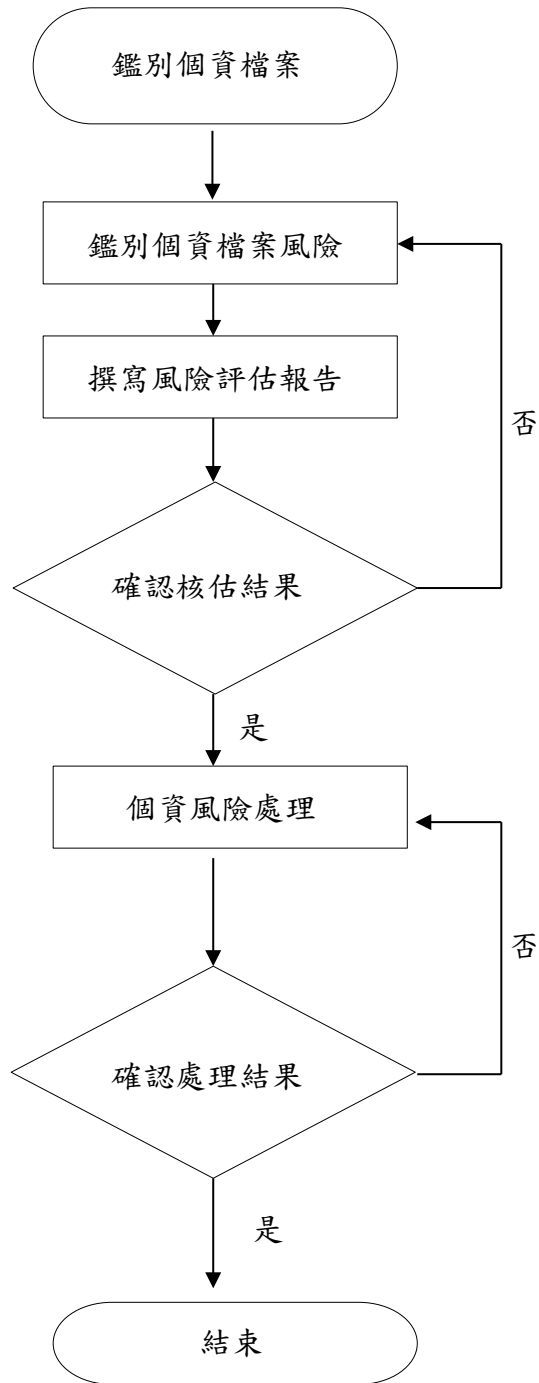 鑑別個資檔案
鑑別個資檔案風險
撰寫風險評估報告
否
確認核估結果
是
個資風險處理
否
確認處理結果
是
結束